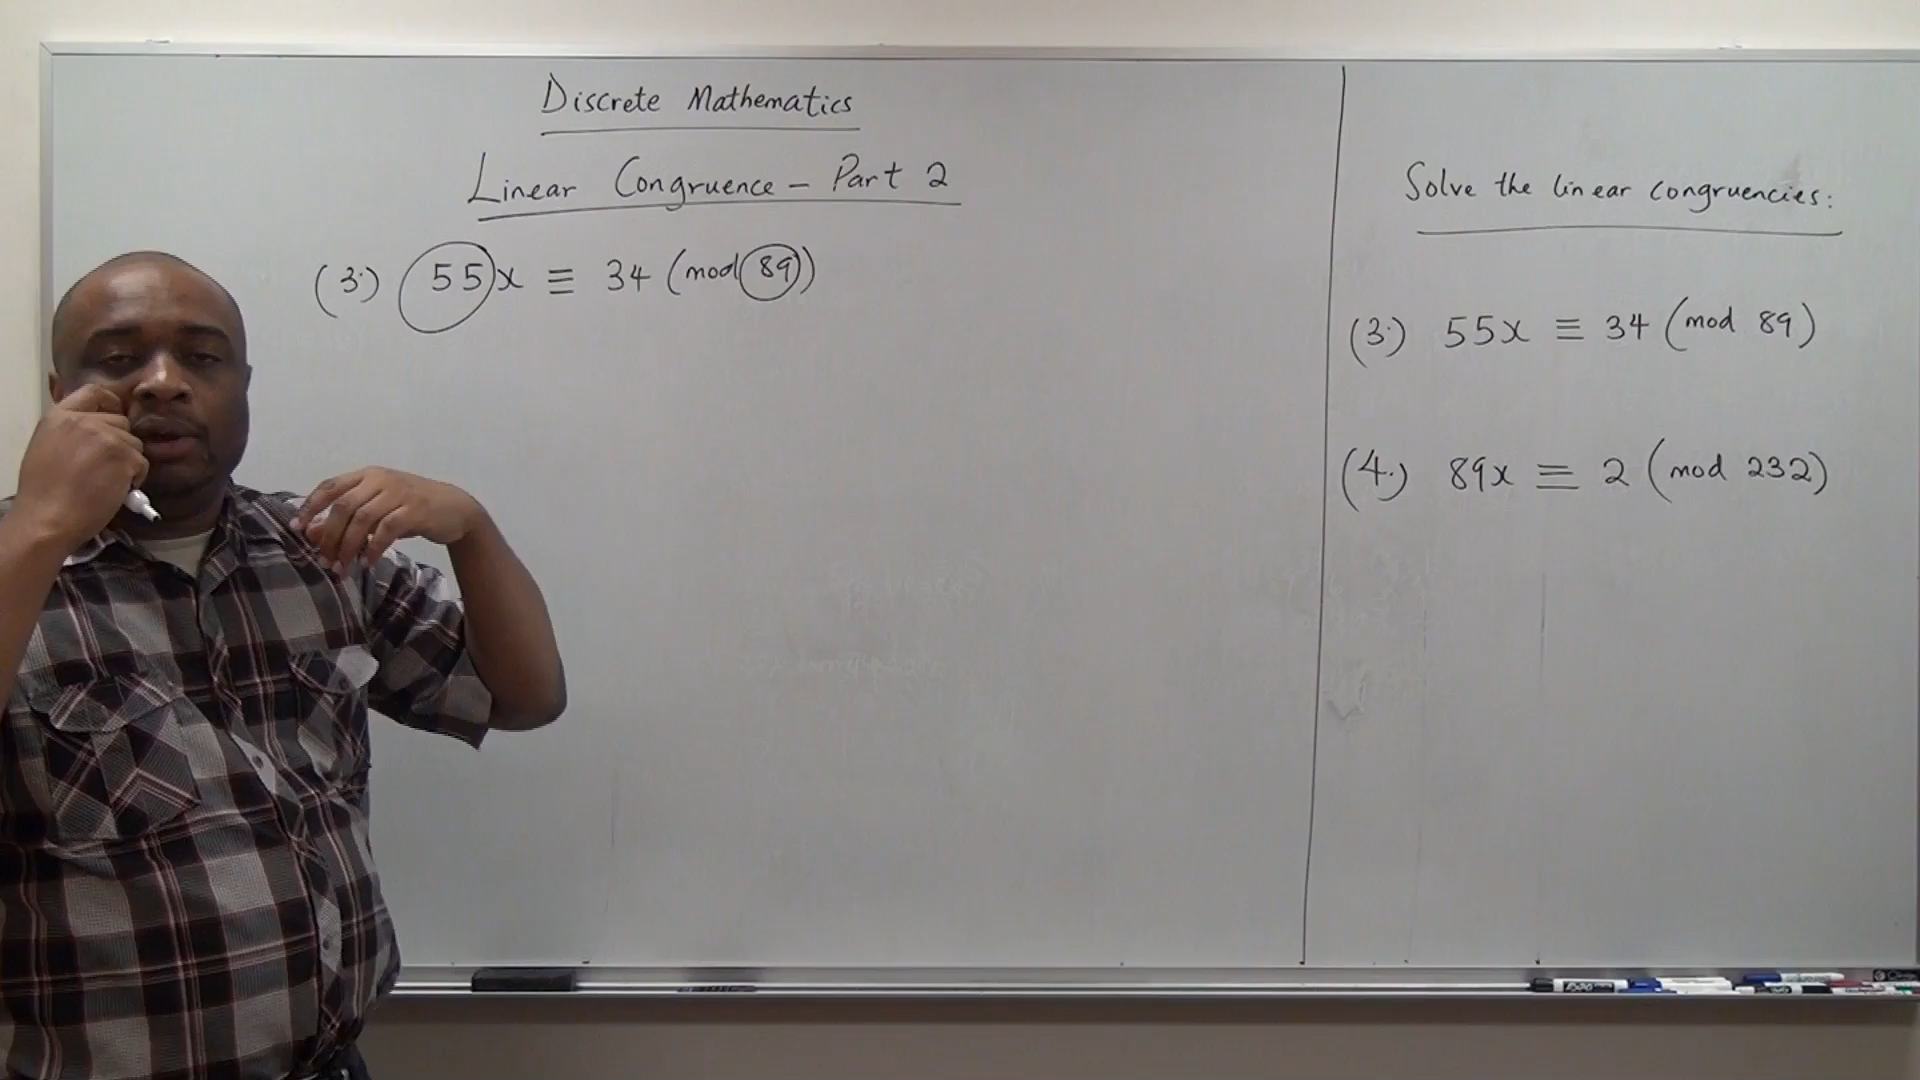 Discrete Mathematics
Linear Congruence - Part 2
(3.) 55x ≡ 34 (mod 89)
Solve the linear congruencies:
(3.) 55x ≡ 34 (mod 89)
(4.) 89x ≡ 2 (mod 232)
EXPO